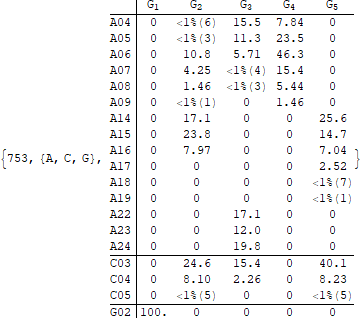 G1 G2 G3 G4 G5
A04 0 <1%(6) 15.5 7.84 0
A05 0 <1%(3) 11.3 23.5 0
A06 0 10.8 5.71 46.3 0
A07 0 4.25 <1%(4) 15.4 0
A08 0 1.46 <1%(3) 5.44 0
A09 0 <1%(1) 0 1.46 0
A14 0 17.1 0 0 25.6
A15 0 23.8 0 0 14.7
A16 0 7.97 0 0 7.04
{753, {A, C, G}, A17 0 0 0 0 2.52 }
A18 0 0 0 0 <1%(7)
A19 0 0 0 0 <1%(1)
A22 0 0 17.1 0 0
A23 0 0 12.0 0 0
A24 0 0 19.8 0 0
C03 0 24.6 15.4 0 40.1
C04 0 8.10 2.26 0 8.23
C05 0 <1%(5) 0 0 <1%(5)
G02 100. 0 0 0 0